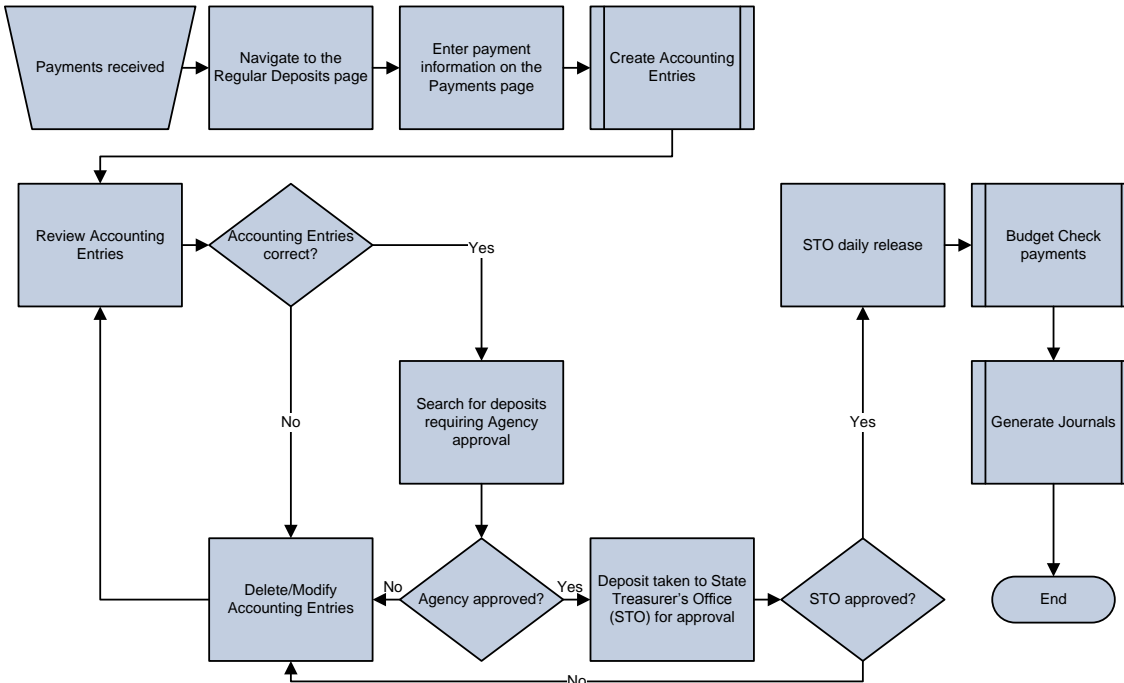 Payments received
Navigate to the
Regular Deposits page
Enter payment
information on the
Payments page
Create Accounting
Entries
Review Accounting
Entries
Accounting Entries
correct?
Yes
STO daily release
Budget Check
payments
No
Search for deposits
requiring Agency
approval
Yes
Generate Journals
Delete/Modify
Accounting Entries
No
Agency approved?
Yes
Deposit taken to State
Treasurer's Office
(STO) for approval
STO approved?
End
No